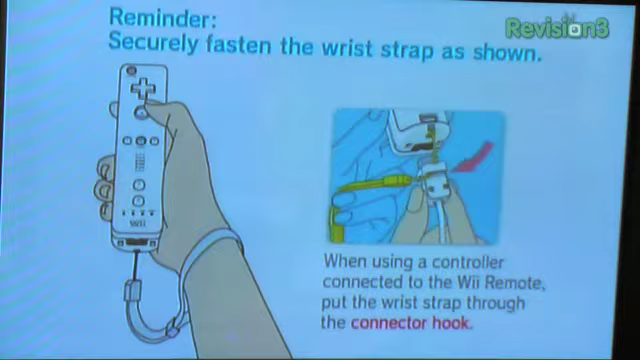 Reminder:
Securely fasten the wrist strap as shown.
Revision3
Wii
When using a controller
connected to the Wii Remote,
put the wrist strap through
the connector hook.